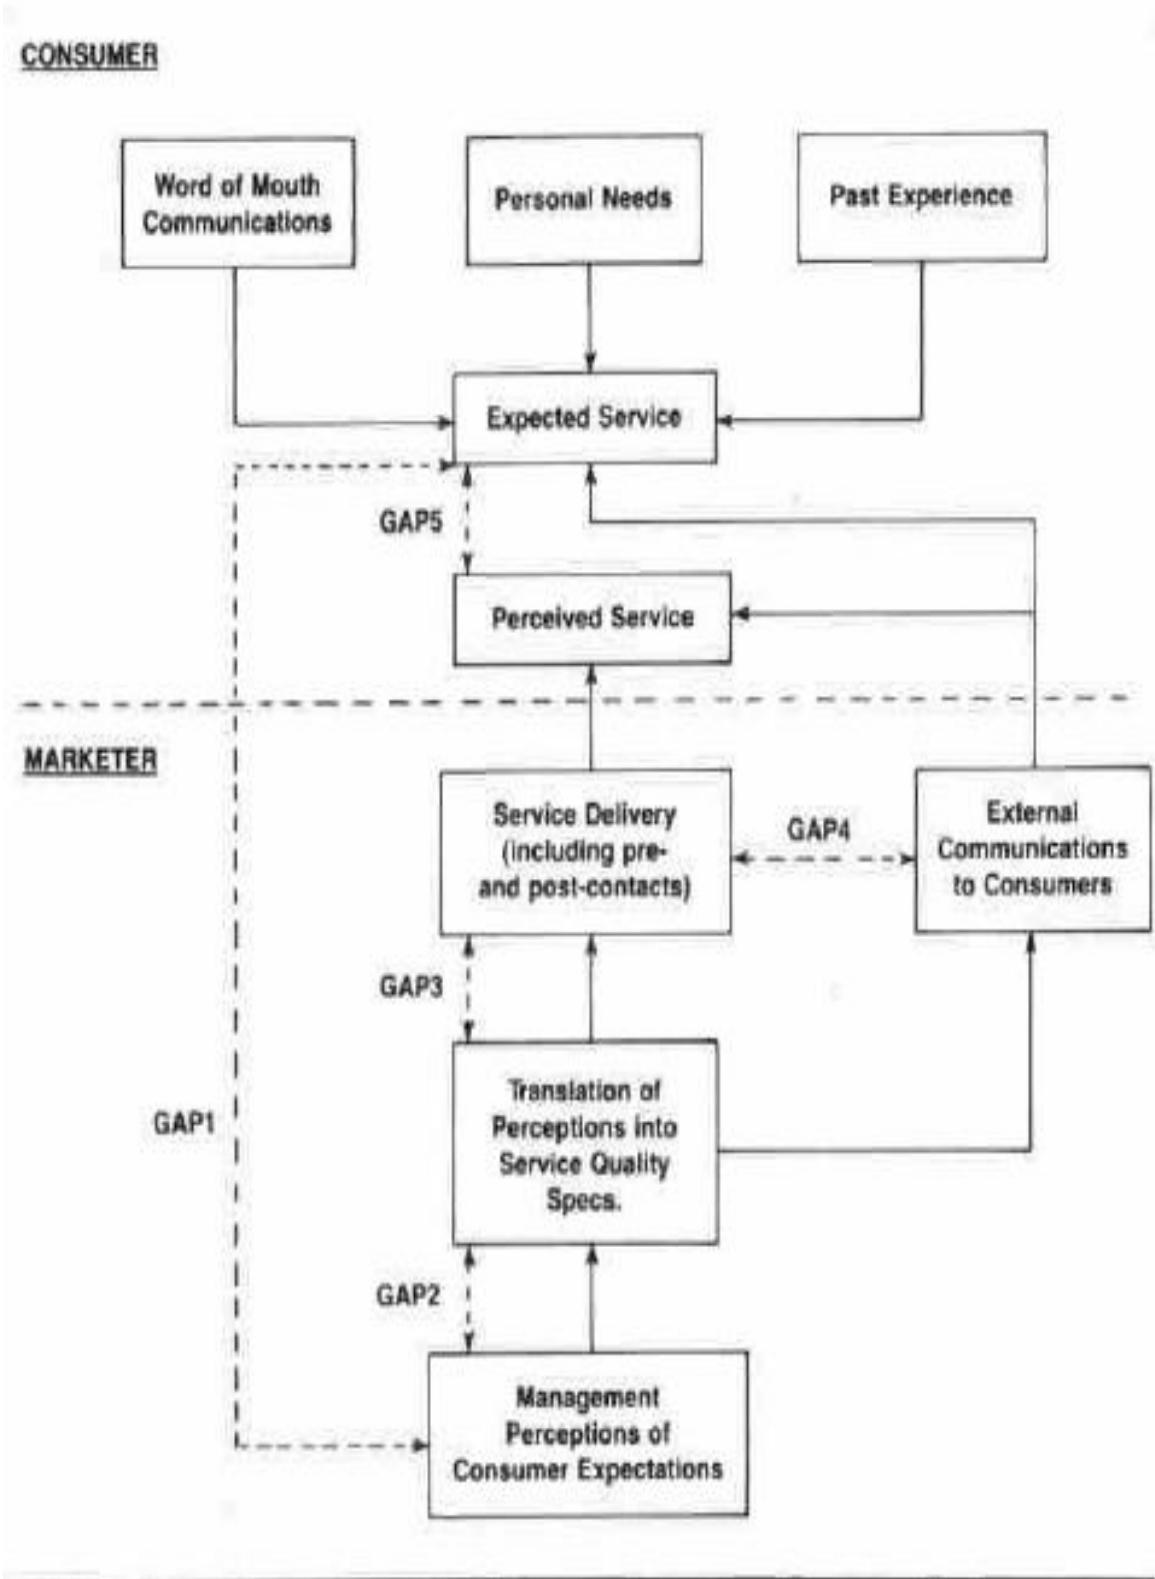 CONSUMER
Word of Mouth
Communications
Personal Needs
Past Experience
Expected Service
GAP5
Perceived Service
MARKETER
Service Delivery
(including pre-
and post-contacts)
GAP4
External
Communications
to Consumers
GAP3
Translation of
Perceptions into
Service Quality
Specs.
GAP1
GAP2
Management
Perceptions of
Consumer Expectations